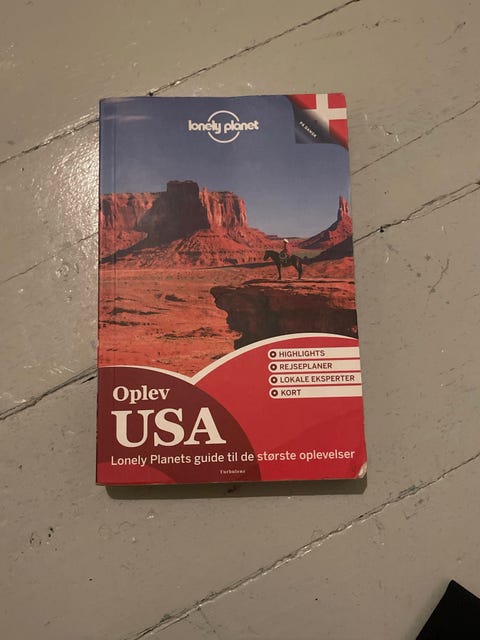 lonely planet
PÅ DANSK
HIGHLIGHTS
REJSEPLANER
LOKALE EKSPERTER
KORT
Oplev
USA
Lonely Planets guide til de største oplevelser
Turbulenz